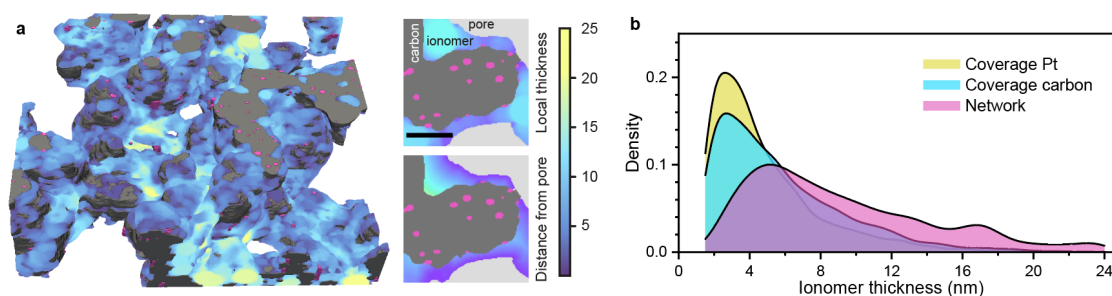 a
pore
carbon
ionomer
Distance from pore
Local thickness
25
20
15
10
5
b
Density
0.2
0.1
0.0
Coverage Pt
Coverage carbon
Network
0 4 8 12 16 20 24
Ionomer thickness (nm)